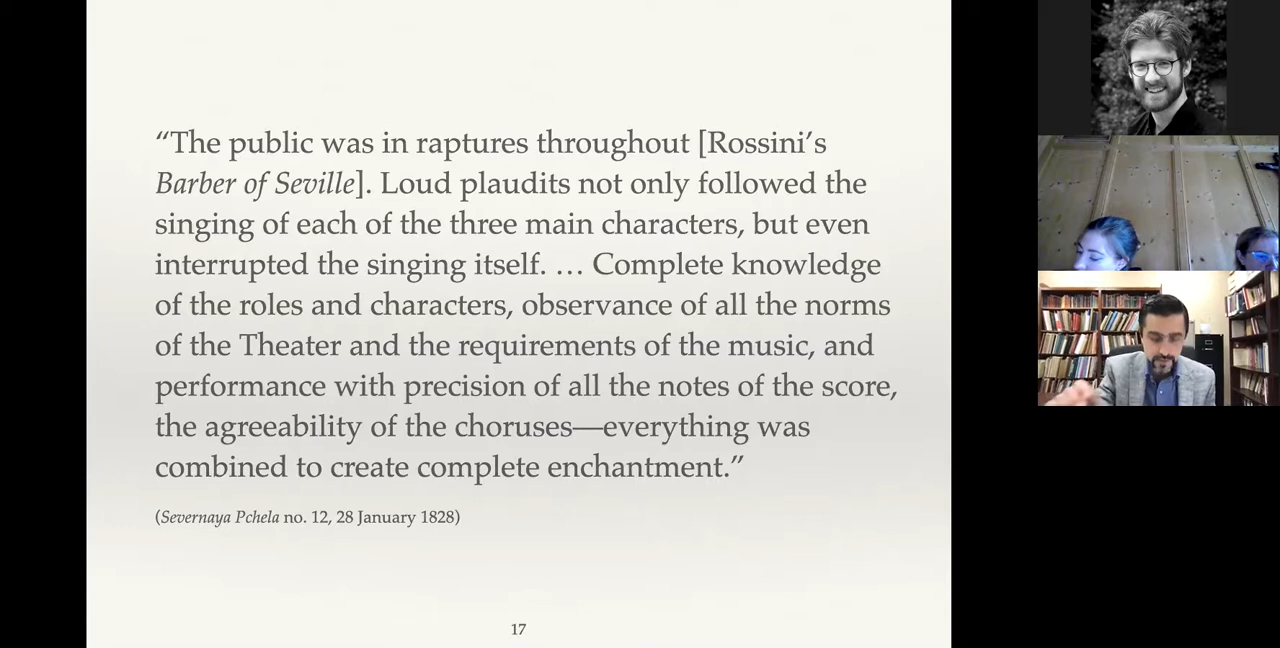 “The public was in raptures throughout [Rossini’s
Barber of Seville]. Loud plaudits not only followed the
singing of each of the three main characters, but even
interrupted the singing itself. … Complete knowledge
of the roles and characters, observance of all the norms
of the Theater and the requirements of the music, and
performance with precision of all the notes of the score,
the agreeability of the choruses—everything was
combined to create complete enchantment.”
(Severnaya Pchela no. 12, 28 January 1828)
17